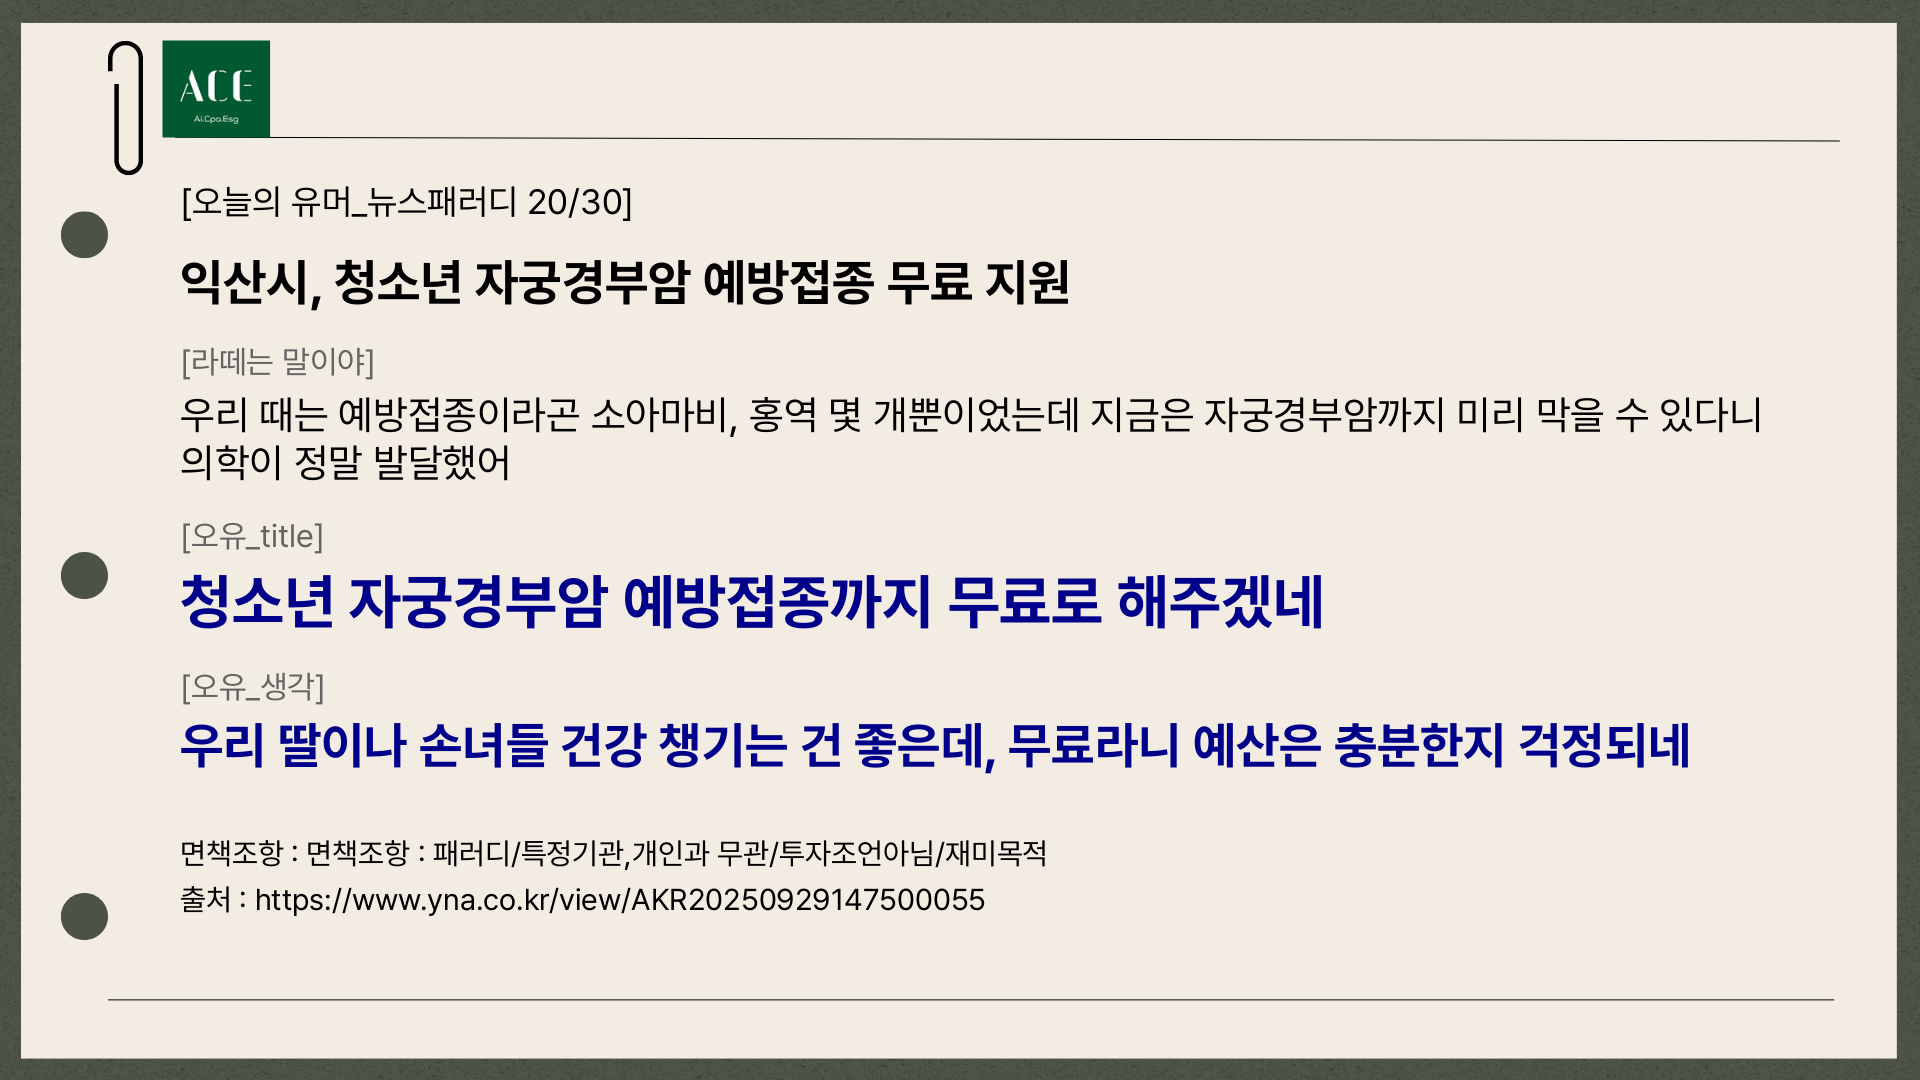 ACE
Ai.Cpa.Esg
[오늘의 유머_뉴스패러디 20/30]
익산시, 청소년 자궁경부암 예방접종 무료 지원
[라떼는 말이야]
우리 때는 예방접종이라곤 소아마비, 홍역 몇 개뿐이었는데 지금은 자궁경부암까지 미리 막을 수 있다니
의학이 정말 발달했어
[오유_title]
청소년 자궁경부암 예방접종까지 무료로 해주겠네
[오유_생각]
우리 딸이나 손녀들 건강 챙기는 건 좋은데, 무료라니 예산은 충분한지 걱정되네
면책조항 : 면책조항 : 패러디/특정기관,개인과 무관/투자조언아님/재미목적
출처 : https://www.yna.co.kr/view/AKR20250929147500055